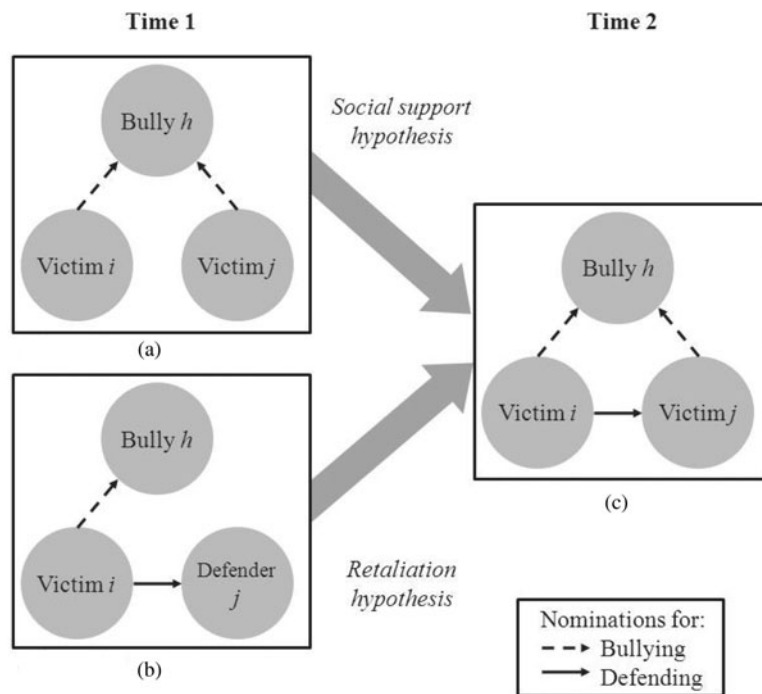 Time 1
Time 2
Bully h
Victim i
Victim j
(a)
Social support
hypothesis
Bully h
Victim i
Defender
j
(b)
Retaliation
hypothesis
Bully h
Victim i
Victim j
(c)
Nominations for:
Bullying
Defending